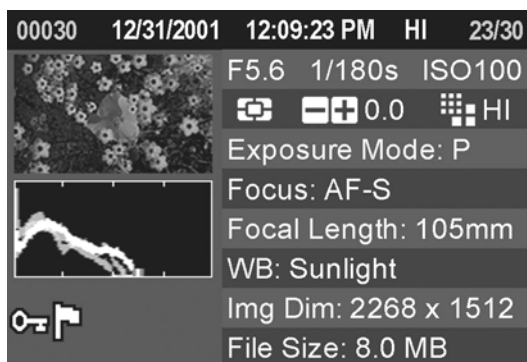 00030 12/31/2001 12:09:23 PM HI 23/30
F5.6 1/180s ISO100
0.0 HI
Exposure Mode: P
Focus: AF-S
Focal Length: 105mm
WB: Sunlight
Img Dim: 2268 x 1512
File Size: 8.0 MB